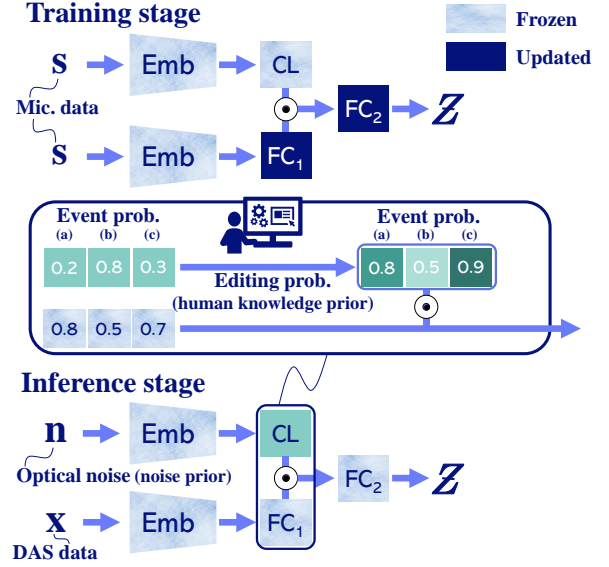 Training stage
Frozen
Updated
s
Emb
CL
Mic. data
FC2
Z
s
Emb
FC1
Event prob.
(a) (b) (c)
0.2 0.8 0.3
Event prob.
(a) (b) (c)
0.8 0.5 0.9
Editing prob.
(human knowledge prior)
0.8 0.5 0.7
Inference stage
n
Emb
CL
Optical noise (noise prior)
FC2
Z
x
Emb
FC1
DAS data